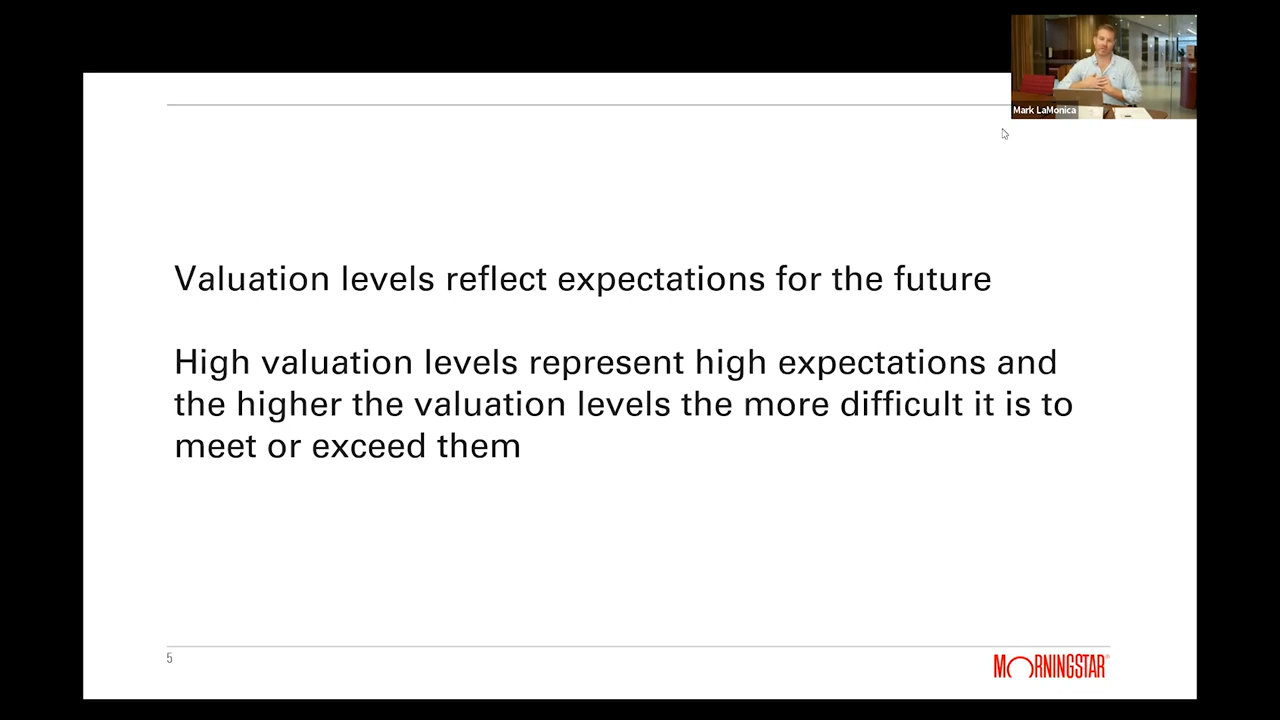 Mark LaMonica
Valuation levels reflect expectations for the future
High valuation levels represent high expectations and
the higher the valuation levels the more difficult it is to
meet or exceed them
5
MORNINGSTAR®